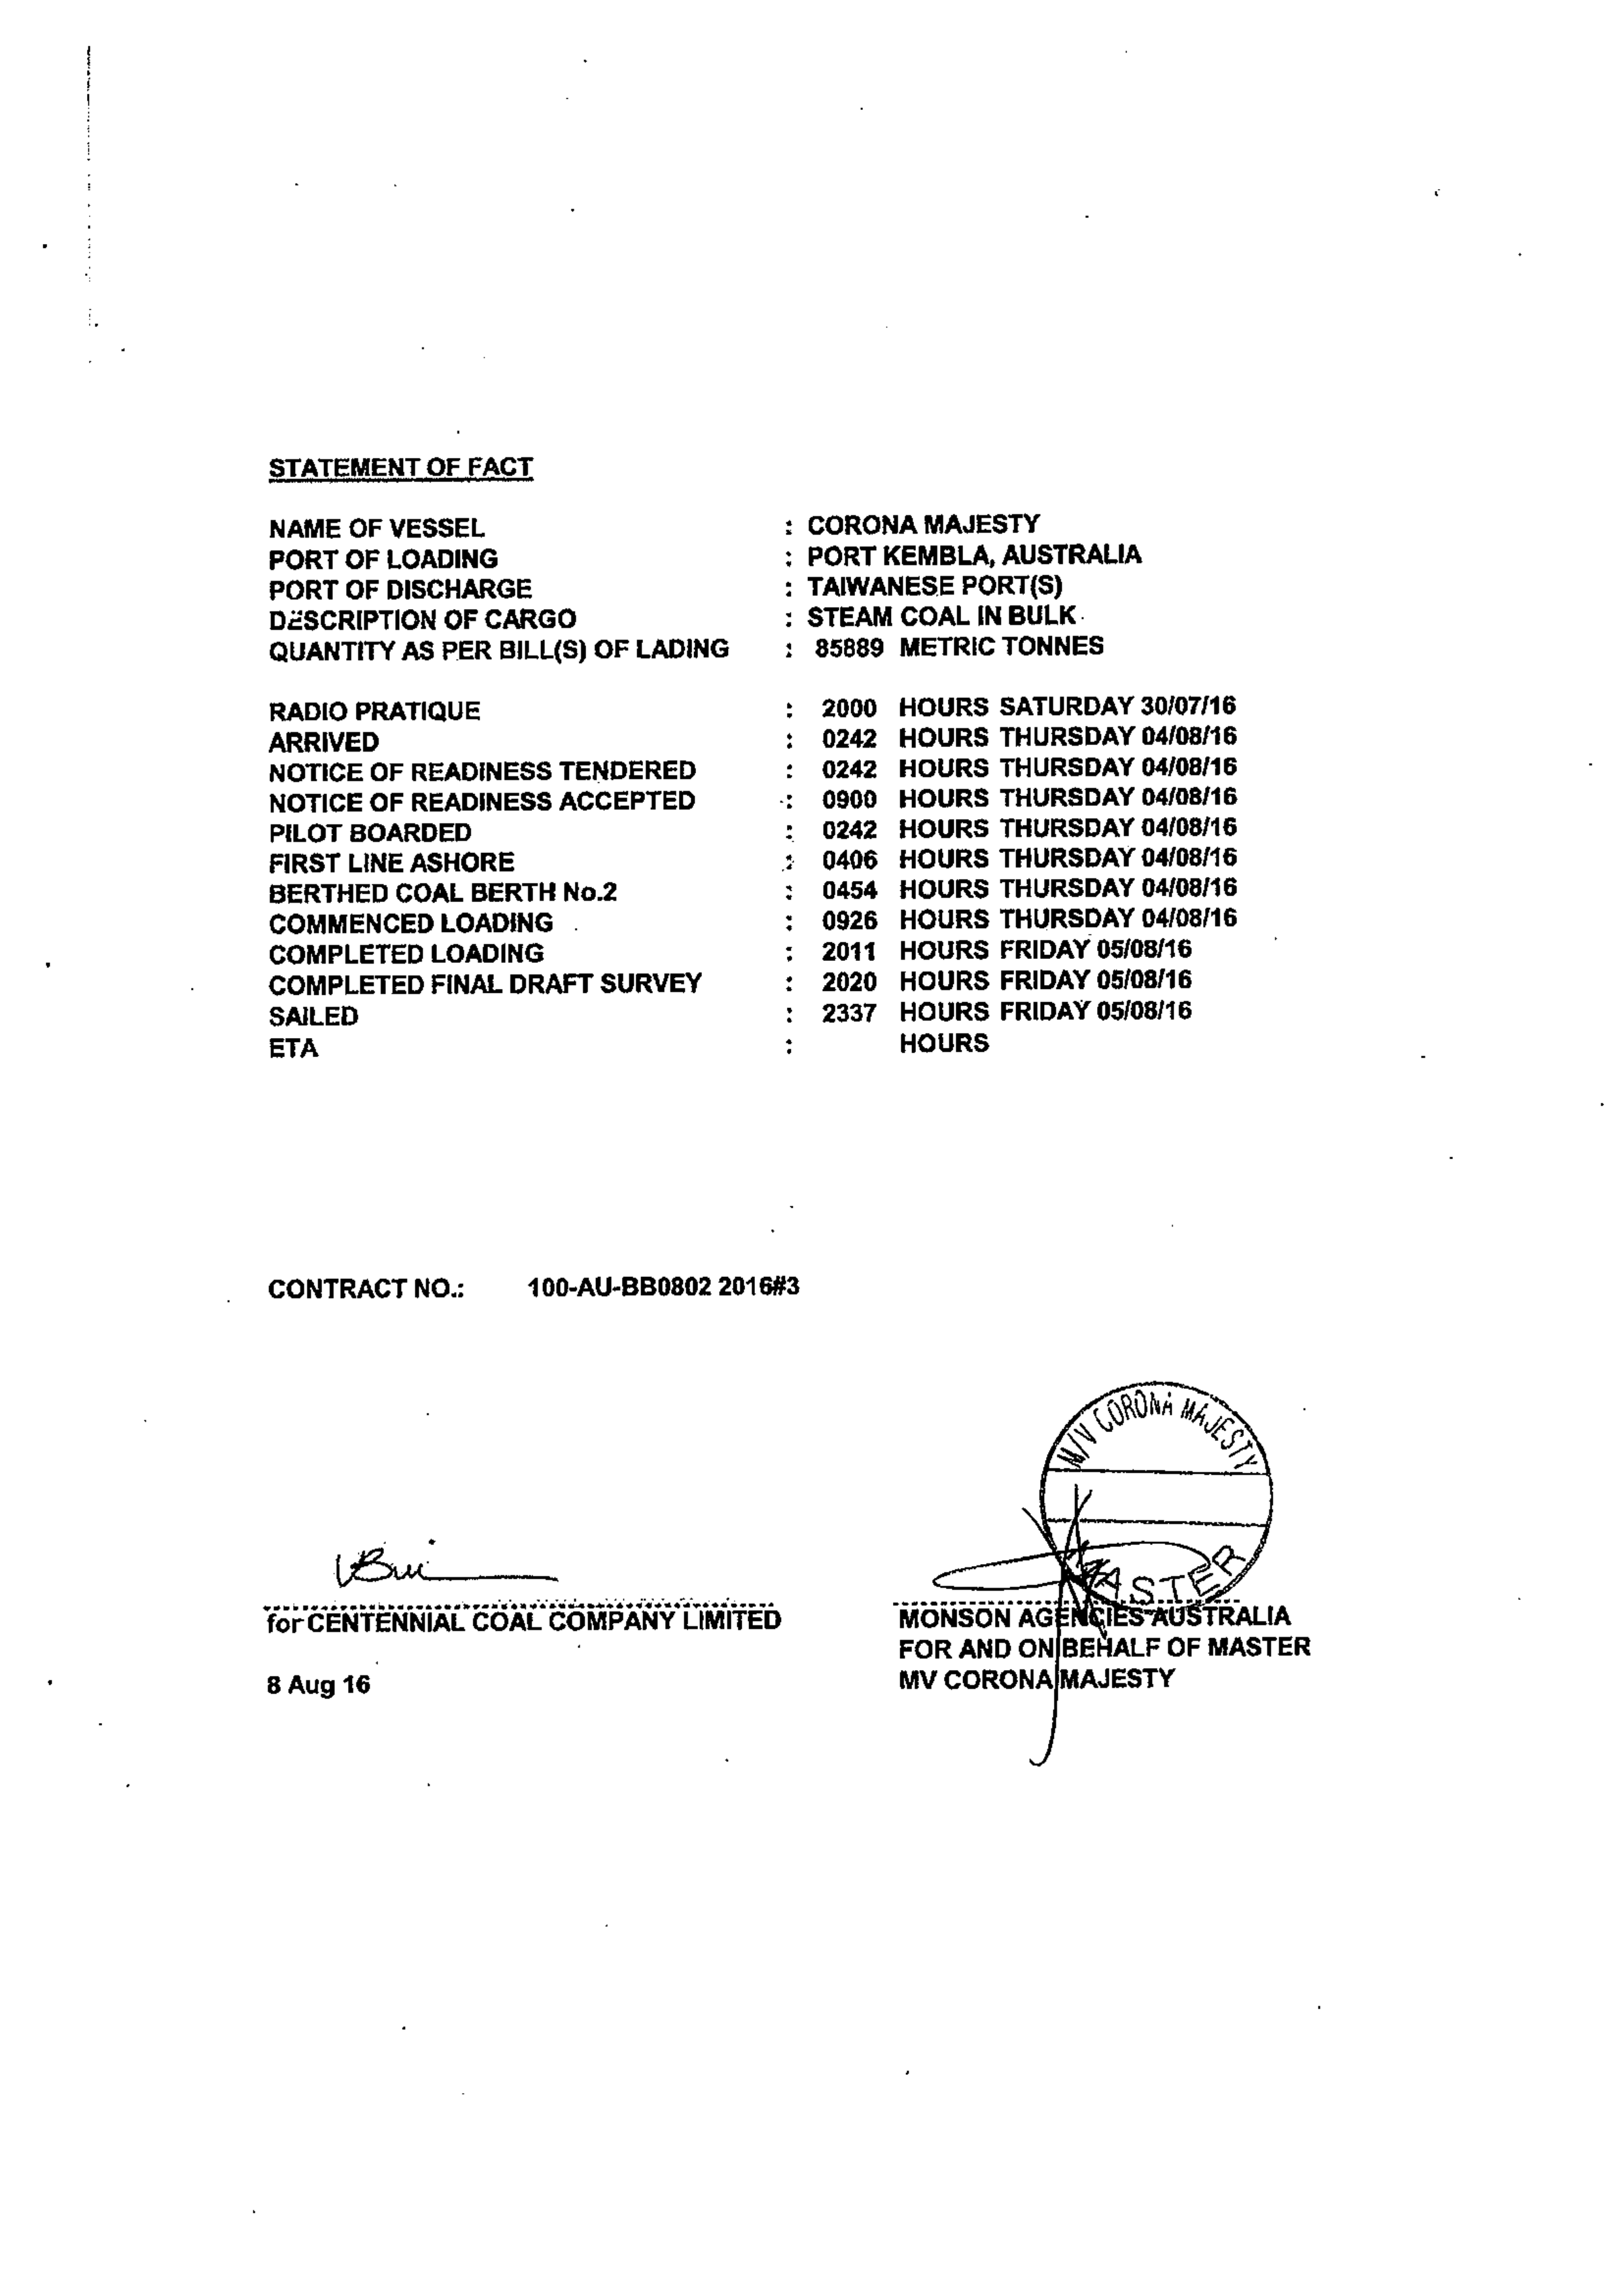 STATEMENT OF FACT
NAME OF VESSEL : CORONA MAJESTY
PORT OF LOADING : PORT KEMBLA, AUSTRALIA
PORT OF DISCHARGE : TAIWANESE PORT(S)
DESCRIPTION OF CARGO : STEAM COAL IN BULK
QUANTITY AS PER BILL(S) OF LADING : 85889 METRIC TONNES
RADIO PRATIQUE : 2000 HOURS SATURDAY 30/07/16
ARRIVED : 0242 HOURS THURSDAY 04/08/16
NOTICE OF READINESS TENDERED : 0242 HOURS THURSDAY 04/08/16
NOTICE OF READINESS ACCEPTED : 0900 HOURS THURSDAY 04/08/16
PILOT BOARDED : 0242 HOURS THURSDAY 04/08/16
FIRST LINE ASHORE : 0406 HOURS THURSDAY 04/08/16
BERTHED COAL BERTH No.2 : 0454 HOURS THURSDAY 04/08/16
COMMENCED LOADING : 0926 HOURS THURSDAY 04/08/16
COMPLETED LOADING : 2011 HOURS FRIDAY 05/08/16
COMPLETED FINAL DRAFT SURVEY : 2020 HOURS FRIDAY 05/08/16
SAILED : 2337 HOURS FRIDAY 05/08/16
ETA : HOURS
CONTRACT NO.: 100-AU-BB0802 2016#3
M/V CORONA MAJESTY
MASTER
for CENTENNIAL COAL COMPANY LIMITED
8 Aug 16
MONSON AGENCIES AUSTRALIA
FOR AND ON BEHALF OF MASTER
MV CORONA MAJESTY